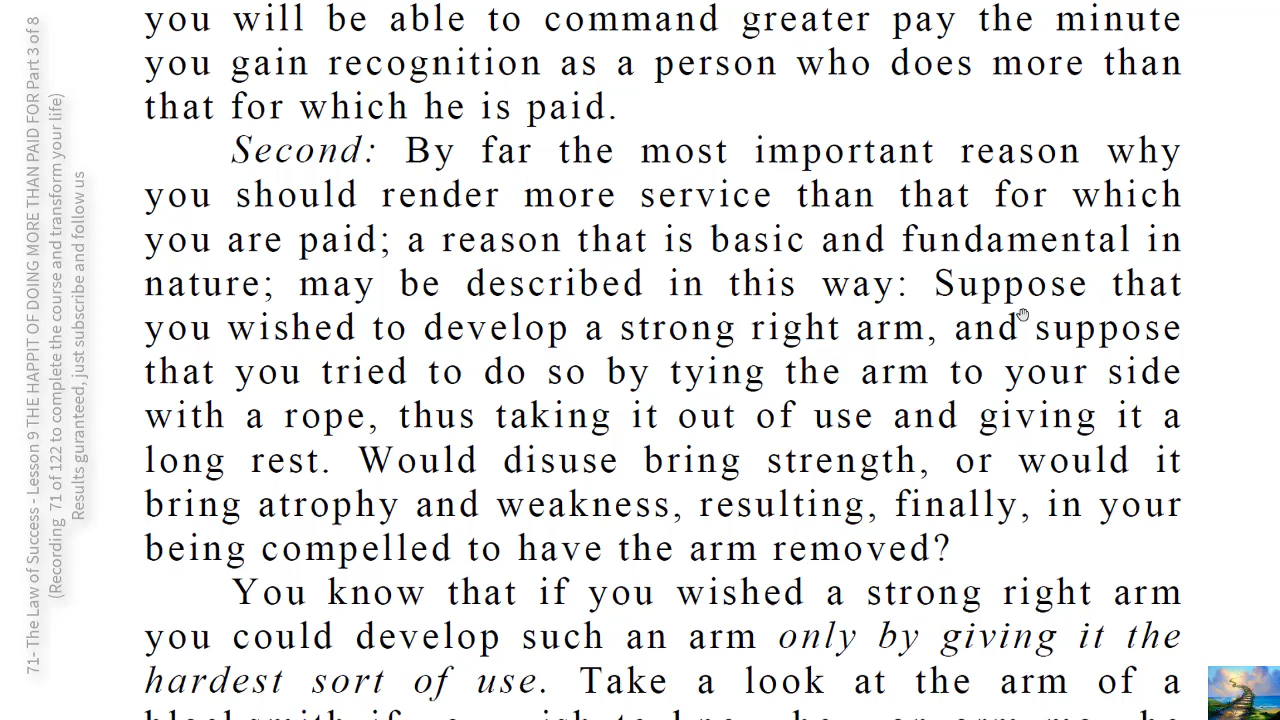 you will be able to command greater pay the minute
you gain recognition as a person who does more than
that for which he is paid.
Second: By far the most important reason why
you should render more service than that for which
you are paid; a reason that is basic and fundamental in
nature; may be described in this way: Suppose that
you wished to develop a strong right arm, and suppose
that you tried to do so by tying the arm to your side
with a rope, thus taking it out of use and giving it a
long rest. Would disuse bring strength, or would it
bring atrophy and weakness, resulting, finally, in your
being compelled to have the arm removed?
You know that if you wished a strong right arm
you could develop such an arm only by giving it the
hardest sort of use. Take a look at the arm of a
71- The Law of Success - Lesson 9 THE HAPPIT OF DOING MORE THAN PAID FOR Part 3 of 8
(Recording 71 of 122 to complete the course and transform your life)
Results guranteed, just subscribe and follow us